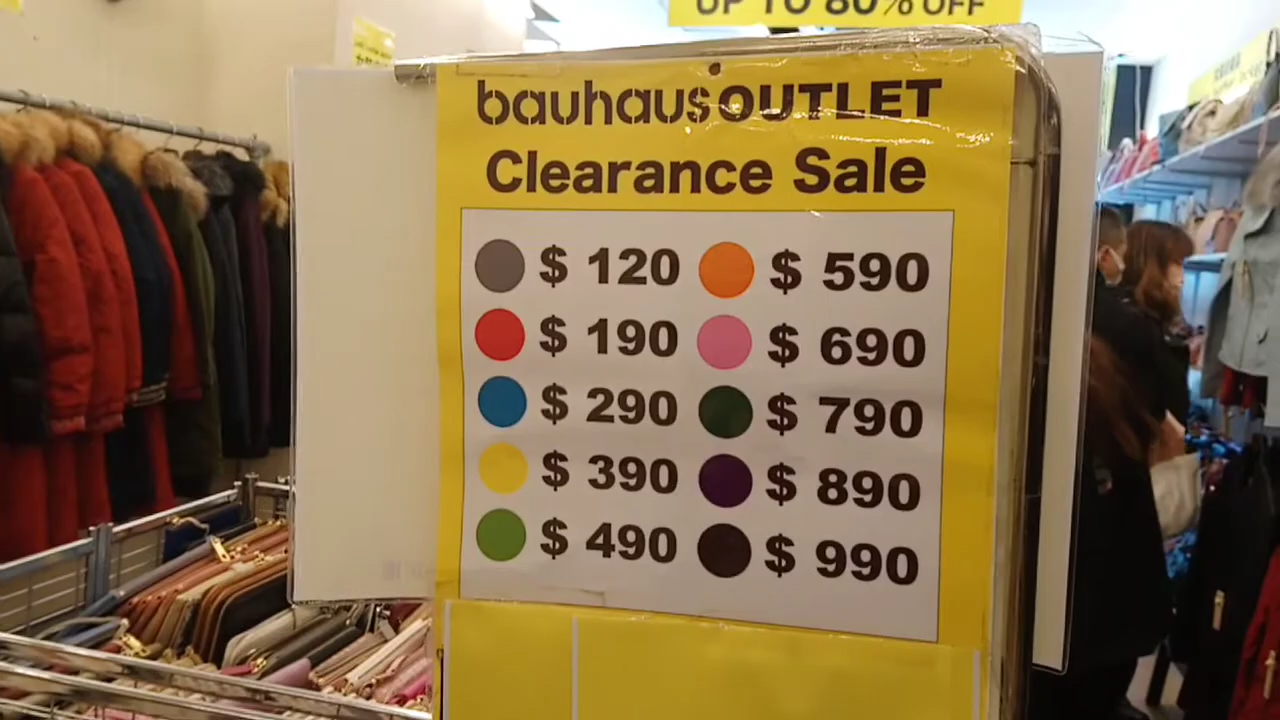 UP TO 80% OFF
bauhaus OUTLET
Clearance Sale
$ 120 $ 590
$ 190 $ 690
$ 290 $ 790
$ 390 $ 890
$ 490 $ 990